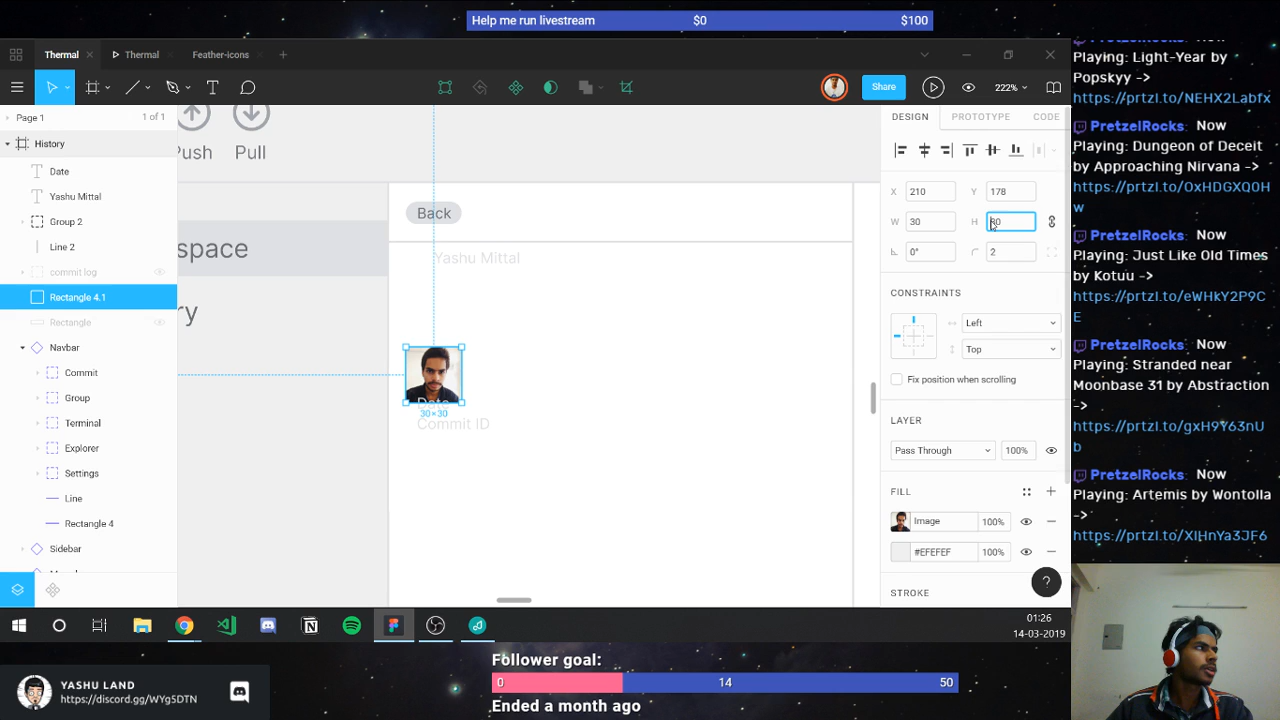 Help me run livestream
$0
$100
Thermal
Thermal
Feather-icons
Share
222%
Page 1
1 of 1
History
Date
Yashu Mittal
Group 2
Line 2
commit log
Rectangle 4.1
Rectangle
Navbar
Commit
Group
Terminal
Explorer
Settings
Line
Rectangle 4
Sidebar
Push
Pull
space
ry
Back
Yashu Mittal
30×30
Commit ID
DESIGN
PROTOTYPE
CODE
X
210
Y
178
W
30
H
0°
2
CONSTRAINTS
Left
Top
Fix position when scrolling
LAYER
Pass Through
100%
FILL
Image
100%
#EFEFEF
100%
STROKE
?
01:26
14-03-2019
PretzelRocks: Now
Playing: Light-Year by
Popskyy ->
https://prtzl.to/NEHX2Labfx
PretzelRocks: Now
Playing: Dungeon of Deceit
by Approaching Nirvana ->
https://prtzl.to/OxHDGXQ0H
w
PretzelRocks: Now
Playing: Just Like Old Times
by Kotuu ->
https://prtzl.to/eWHkY2P9C
E
PretzelRocks: Now
Playing: Stranded near
Moonbase 31 by Abstraction
->
https://prtzl.to/gxH9Y63nU
b
PretzelRocks: Now
Playing: Artemis by Wontolla
->
https://prtzl.to/XlHnYa3JF6
YASHU LAND
https://discord.gg/WYg5DTN
Follower goal:
0
14
50
Ended a month ago